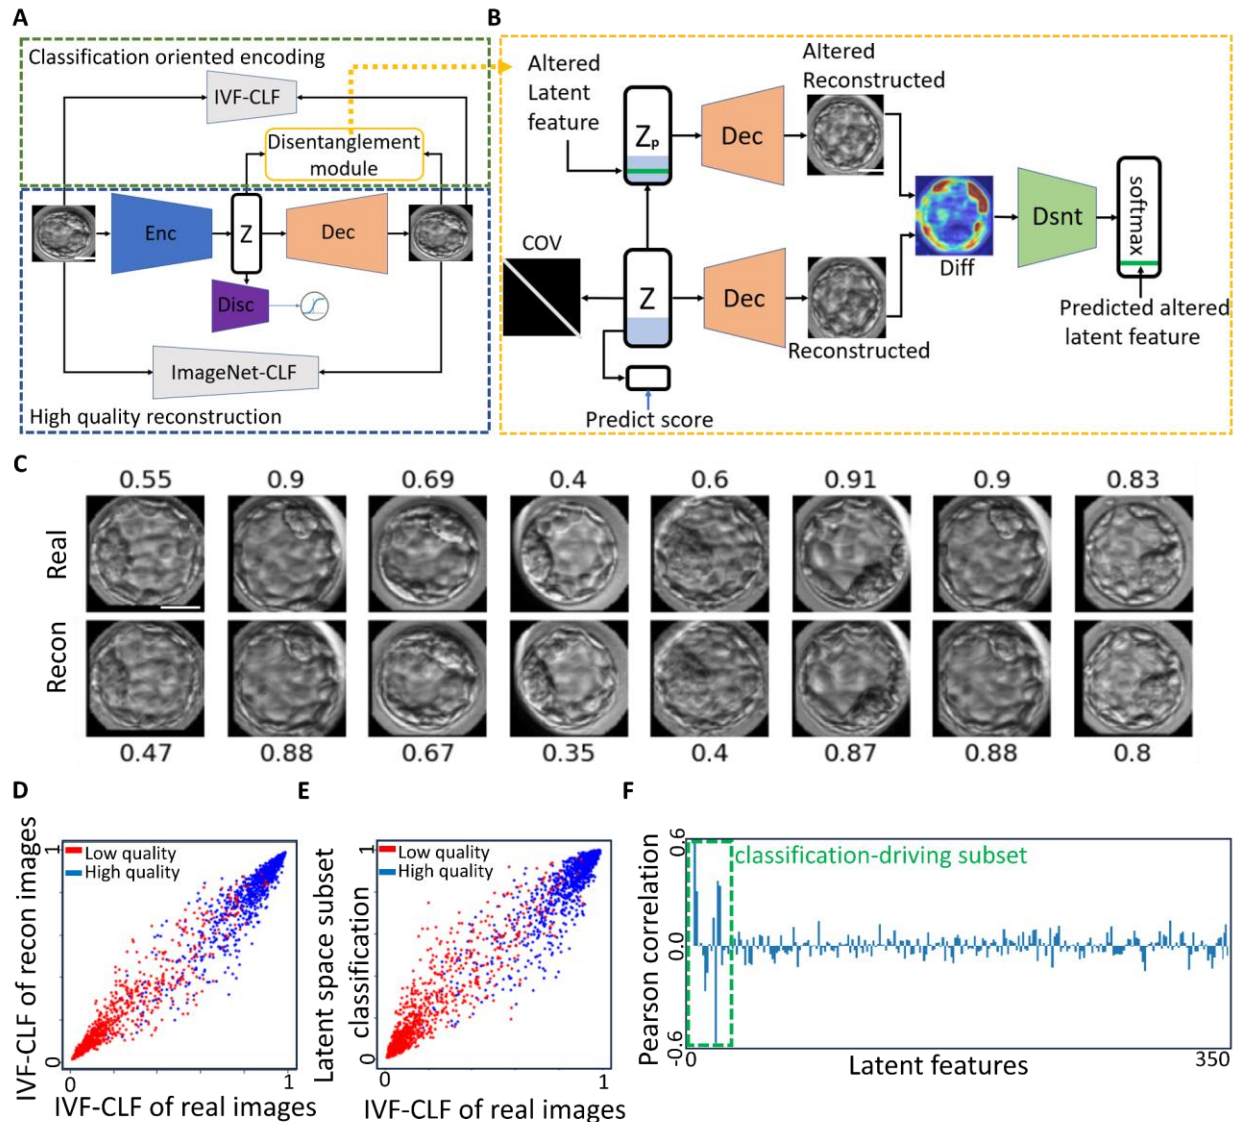 A
Classification oriented encoding
IVF-CLF
Disentanglement
module
Enc
Z
Dec
Disc
ImageNet-CLF
High quality reconstruction
B
Altered
Latent
feature
Zp
Dec
Altered
Reconstructed
COV
Z
Dec
Reconstructed
Diff
Dsnt
softmax
Predict score
Predicted altered
latent feature
C
0.55 0.9 0.69 0.4 0.6 0.91 0.9 0.83
Real
Recon
0.47 0.88 0.67 0.35 0.4 0.87 0.88 0.8
D
IVF-CLF of recon images
1
0
Low quality
High quality
0 1
IVF-CLF of real images
E
Latent space subset
classification
1
0
Low quality
High quality
0 1
IVF-CLF of real images
F
Pearson correlation
0.6
0.0
-0.6
classification-driving subset
0 350
Latent features